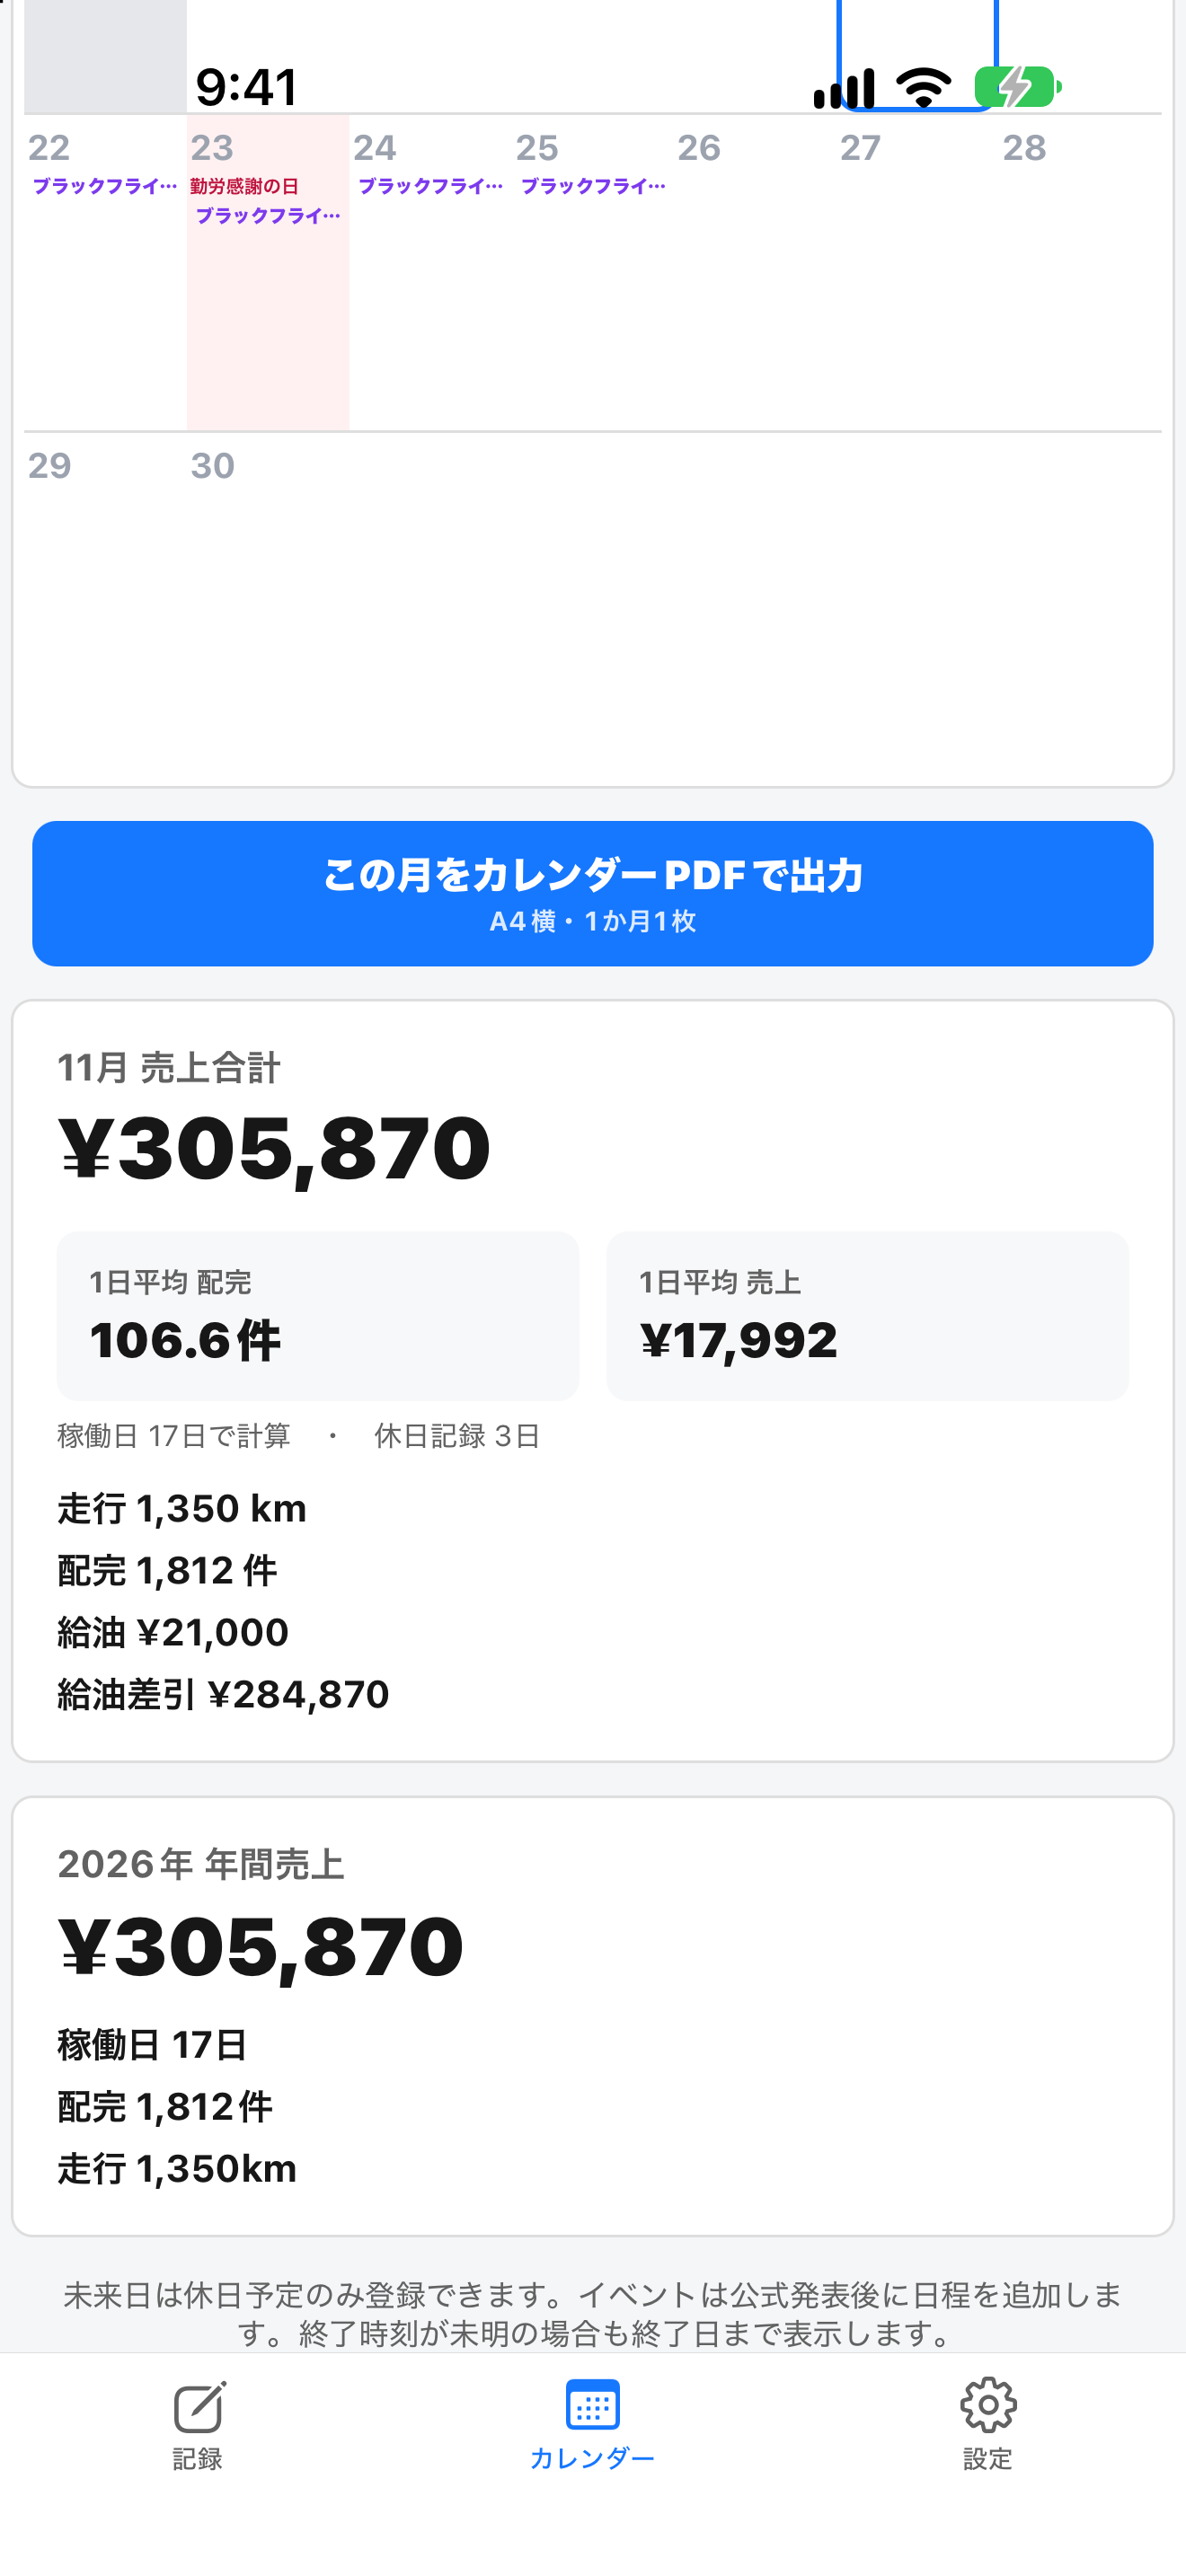 9:41
22 23 24 25 26 27 28
ブラックフライ… 勤労感謝の日 ブラックフライ… ブラックフライ…
ブラックフライ…
29 30
この月をカレンダーPDFで出力
A4横・1か月1枚
11月 売上合計
¥305,870
1日平均 配完 1日平均 売上
106.6件 ¥17,992
稼働日 17日で計算 ・ 休日記録 3日
走行 1,350 km
配完 1,812 件
給油 ¥21,000
給油差引 ¥284,870
2026年 年間売上
¥305,870
稼働日 17日
配完 1,812件
走行 1,350km
未来日は休日予定のみ登録できます。イベントは公式発表後に日程を追加しま
す。終了時刻が未明の場合も終了日まで表示します。
記録 カレンダー 設定